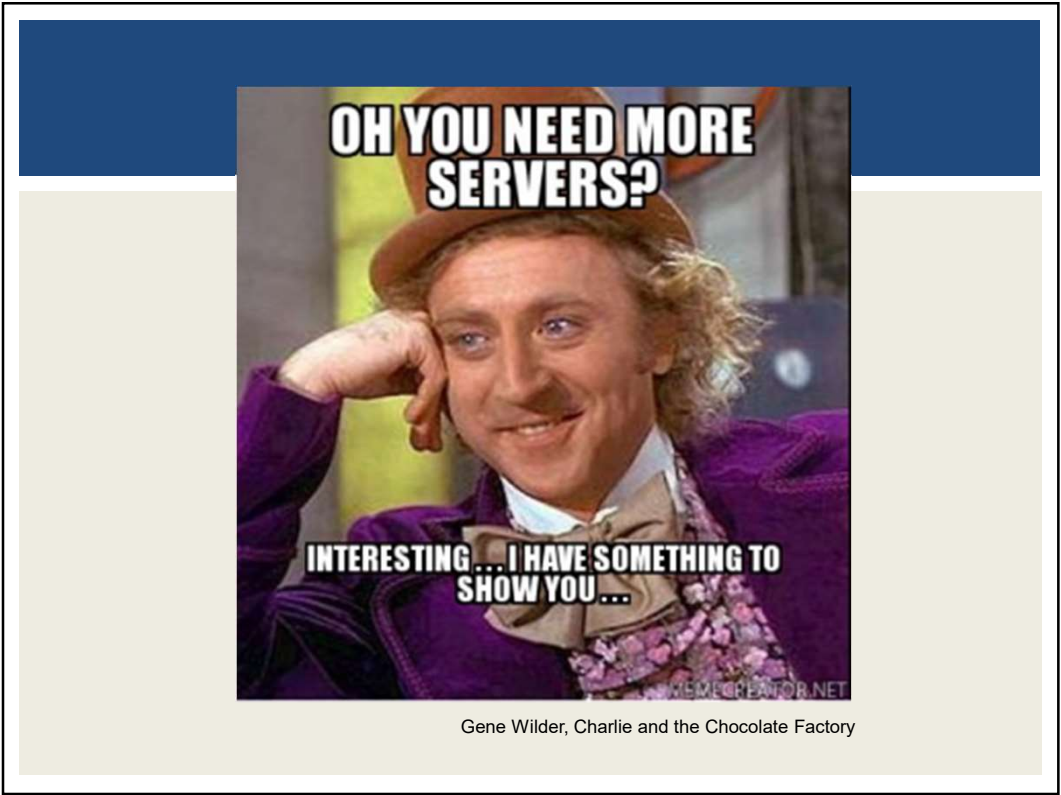 OH YOU NEED MORE
SERVERS?
INTERESTING...I HAVE SOMETHING TO
SHOW YOU...
MEMECREATOR.NET
Gene Wilder, Charlie and the Chocolate Factory